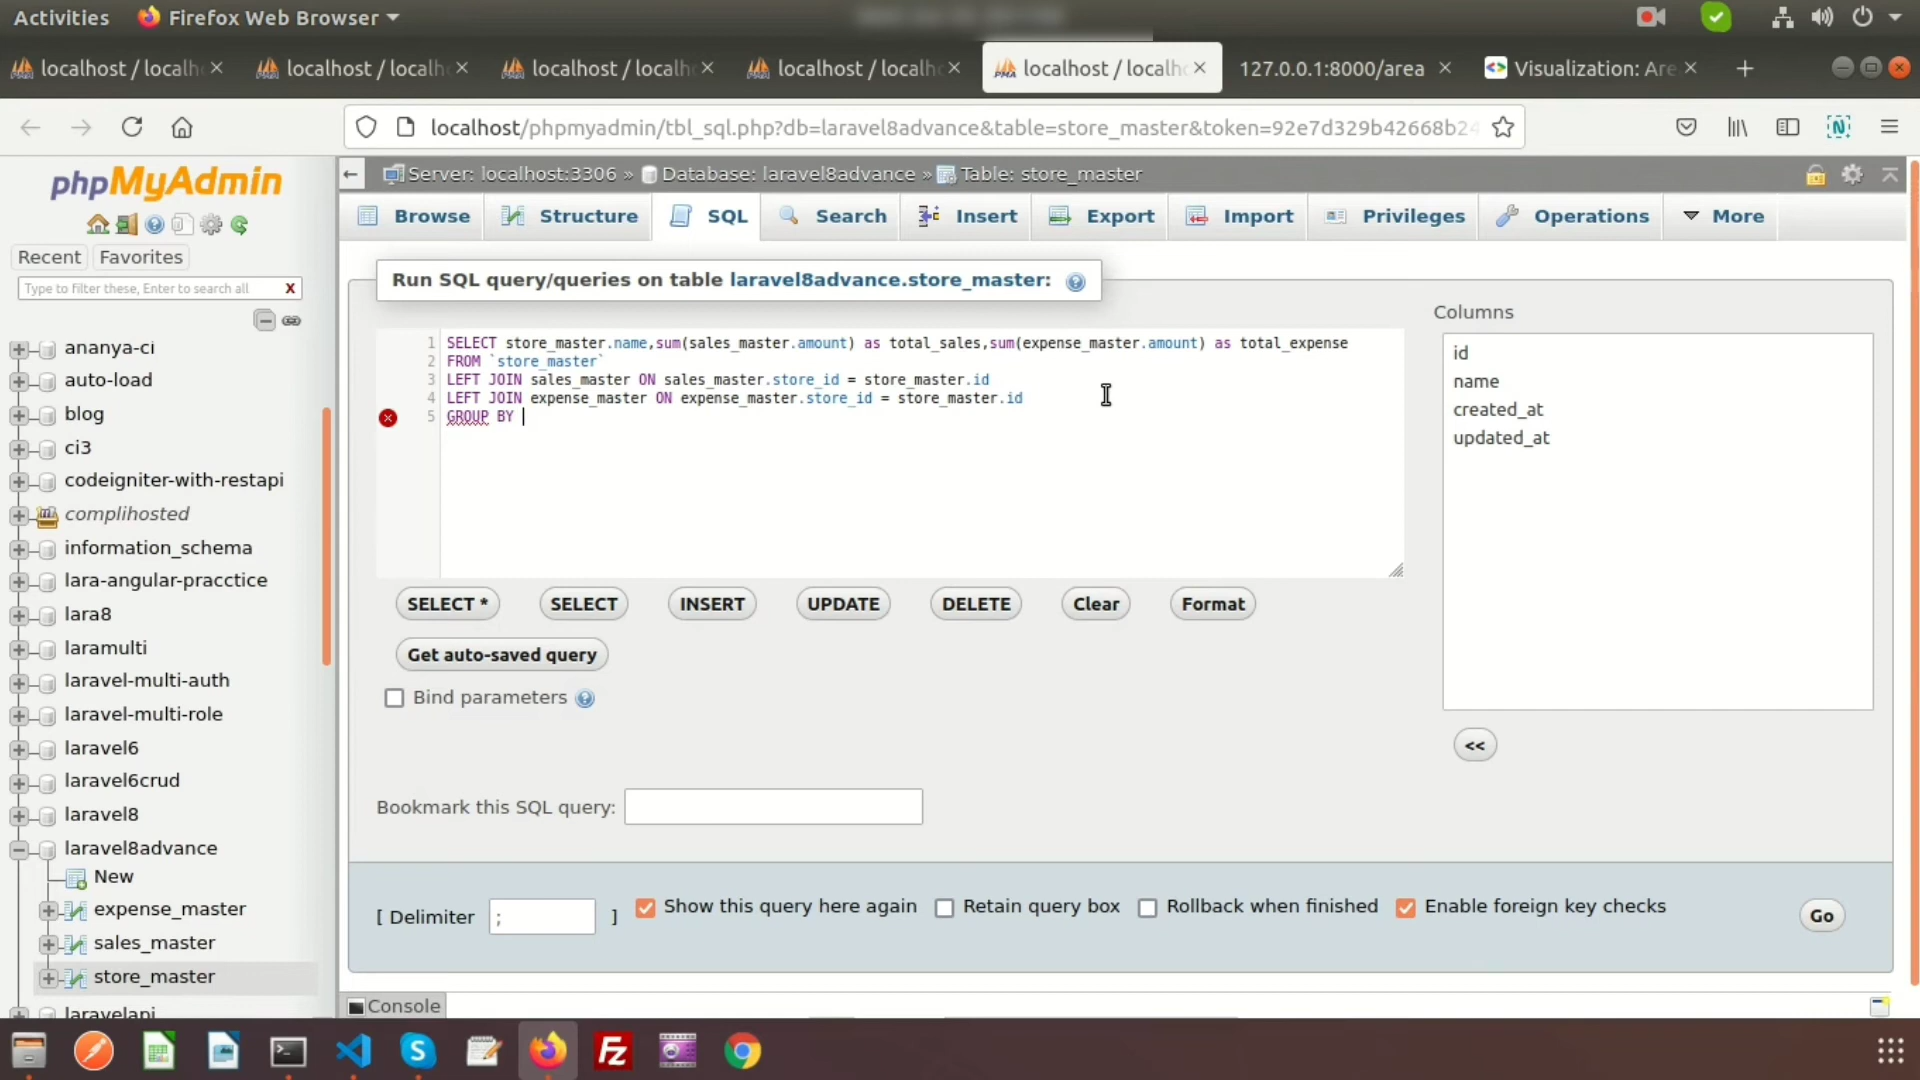 Activities Firefox Web Browser
localhost / localh localhost / localh localhost / localh localhost / localh localhost / localh 127.0.0.1:8000/area Visualization: Are
localhost/phpmyadmin/tbl_sql.php?db=laravel8advance&table=store_master&token=92e7d329b42668b24
phpMyAdmin
Recent Favorites
Type to filter these, Enter to search all X
ananya-ci
auto-load
blog
ci3
codeigniter-with-restapi
complihosted
information_schema
lara-angular-pracctice
lara8
laramulti
laravel-multi-auth
laravel-multi-role
laravel6
laravel6crud
laravel8
laravel8advance
New
expense_master
sales_master
store_master
laravelapi
Server: localhost:3306 » Database: laravel8advance » Table: store_master
Browse Structure SQL Search Insert Export Import Privileges Operations More
Run SQL query/queries on table laravel8advance.store_master:
1 SELECT store_master.name,sum(sales_master.amount) as total_sales,sum(expense_master.amount) as total_expense
2 FROM `store_master`
3 LEFT JOIN sales_master ON sales_master.store_id = store_master.id
4 LEFT JOIN expense_master ON expense_master.store_id = store_master.id
5 GROUP BY
Columns
id
name
created_at
updated_at
<<
SELECT * SELECT INSERT UPDATE DELETE Clear Format
Get auto-saved query
Bind parameters
Bookmark this SQL query:
[ Delimiter ; ] Show this query here again Retain query box Rollback when finished Enable foreign key checks Go
Console